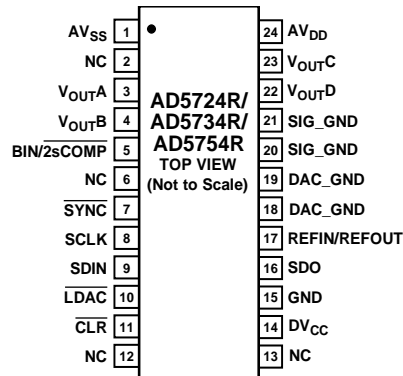 AVSS 1
NC 2
VOUTA 3
VOUTB 4
BIN/2sCOMP 5
NC 6
SYNC 7
SCLK 8
SDIN 9
LDAC 10
CLR 11
NC 12
AD5724R/
AD5734R/
AD5754R
TOP VIEW
(Not to Scale)
24 AVDD
23 VOUTC
22 VOUTD
21 SIG_GND
20 SIG_GND
19 DAC_GND
18 DAC_GND
17 REFIN/REFOUT
16 SDO
15 GND
14 DVCC
13 NC